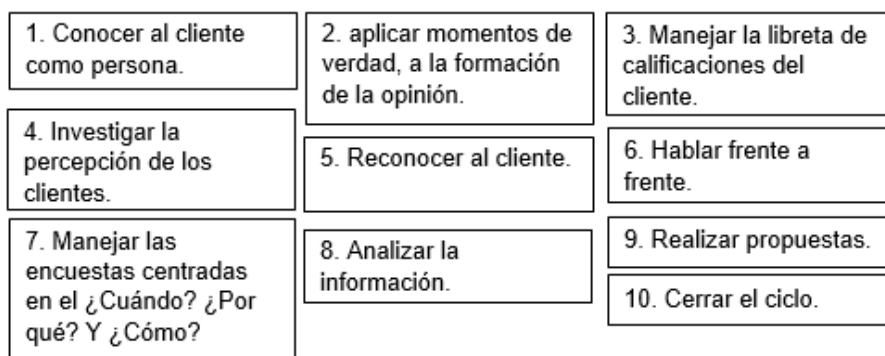 1. Conocer al cliente
como persona.
2. aplicar momentos de
verdad, a la formación
de la opinión.
3. Manejar la libreta de
calificaciones del
cliente.
4. Investigar la
percepción de los
clientes.
5. Reconocer al cliente.
6. Hablar frente a
frente.
7. Manejar las
encuestas centradas
en el ¿Cuándo? ¿Por
qué? Y ¿Cómo?
8. Analizar la
información.
9. Realizar propuestas.
10. Cerrar el ciclo.